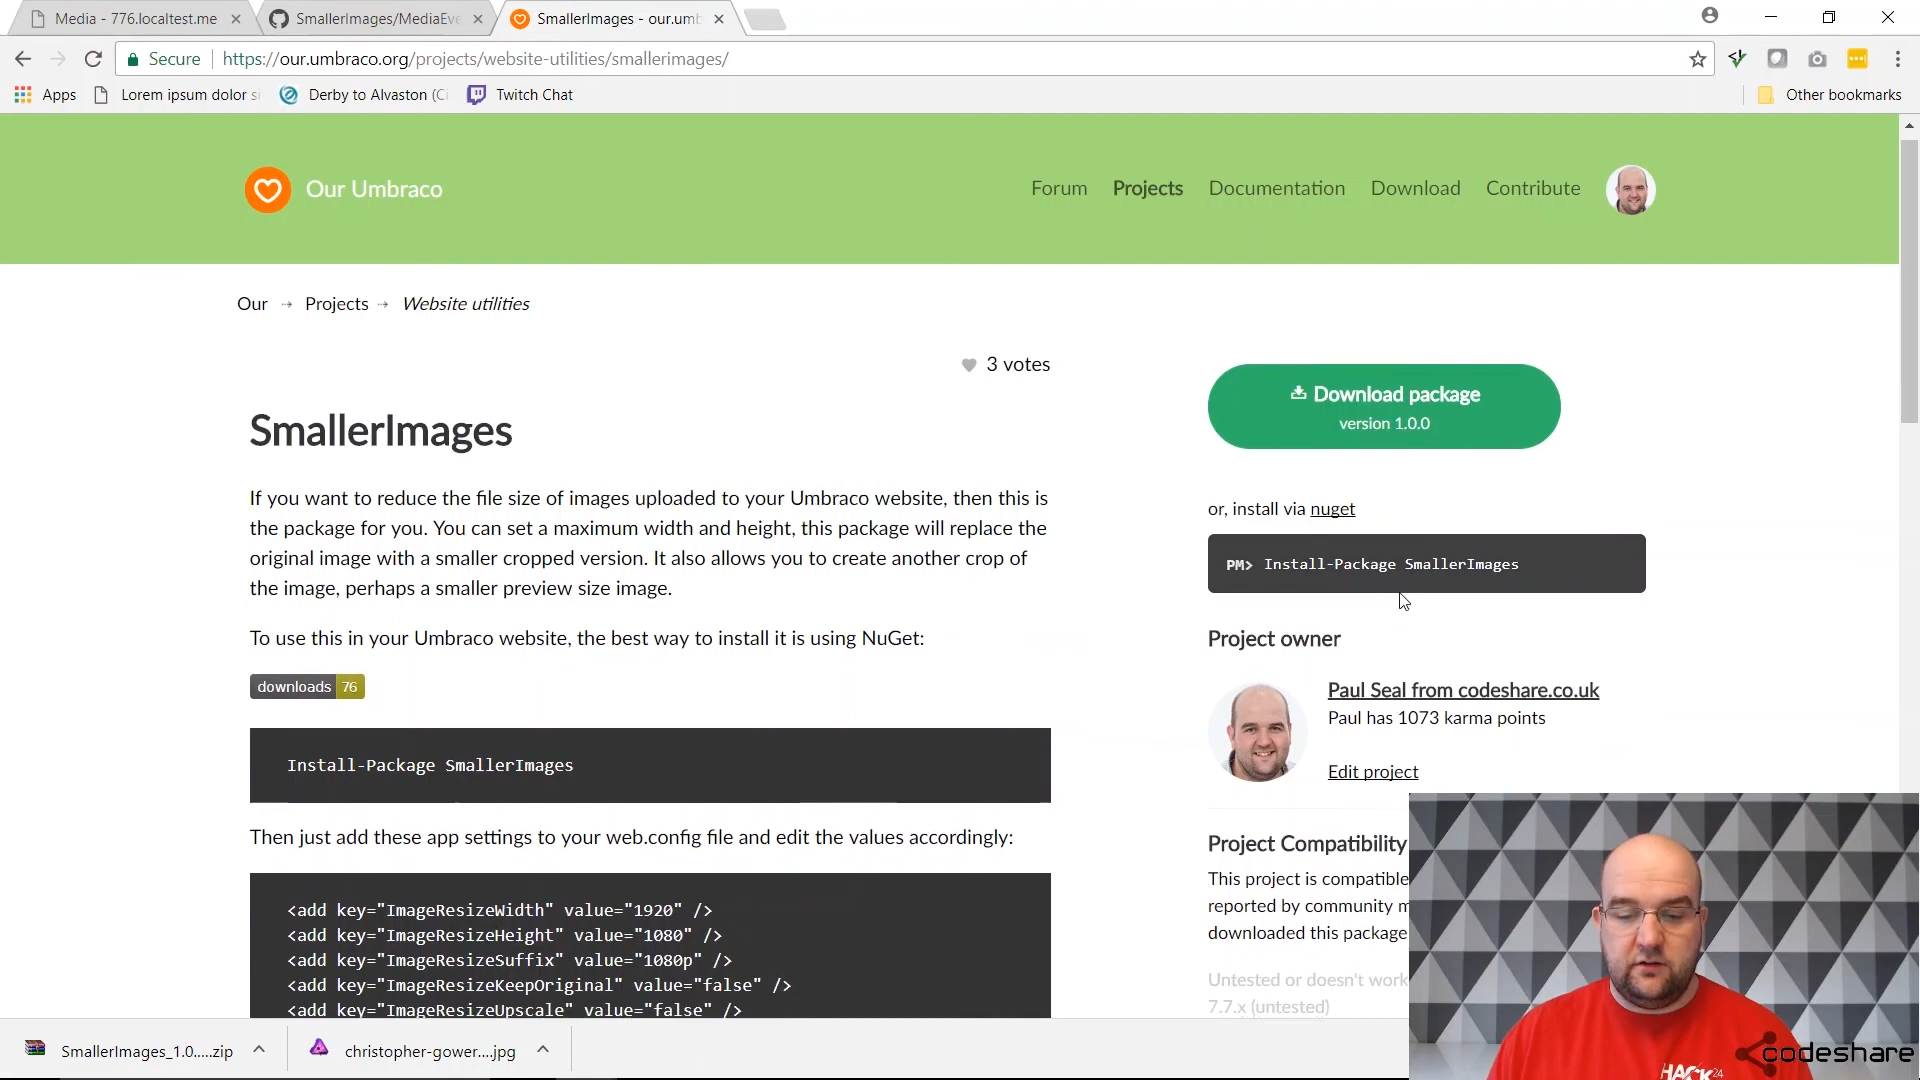 Media - 776.localtest.me
SmallerImages/MediaEve
SmallerImages - our.umb
Secure
https://our.umbraco.org/projects/website-utilities/smallerimages/
Apps
Lorem ipsum dolor si
Derby to Alvaston (Ci
Twitch Chat
Other bookmarks
Our Umbraco
Forum
Projects
Documentation
Download
Contribute
Our → Projects → Website utilities
3 votes
SmallerImages
If you want to reduce the file size of images uploaded to your Umbraco website, then this is
the package for you. You can set a maximum width and height, this package will replace the
original image with a smaller cropped version. It also allows you to create another crop of
the image, perhaps a smaller preview size image.
To use this in your Umbraco website, the best way to install it is using NuGet:
downloads 76
Install-Package SmallerImages
Then just add these app settings to your web.config file and edit the values accordingly:
<add key="ImageResizeWidth" value="1920" />
<add key="ImageResizeHeight" value="1080" />
<add key="ImageResizeSuffix" value="1080p" />
<add key="ImageResizeKeepOriginal" value="false" />
<add key="ImageResizeUpscale" value="false" />
Download package
version 1.0.0
or, install via nuget
PM> Install-Package SmallerImages
Project owner
Paul Seal from codeshare.co.uk
Paul has 1073 karma points
Edit project
Project Compatibility
This project is compatible
reported by community m
downloaded this package
Untested or doesn't work
7.7.x (untested)
SmallerImages_1.0.....zip
christopher-gower....jpg
codeshare
HACK24